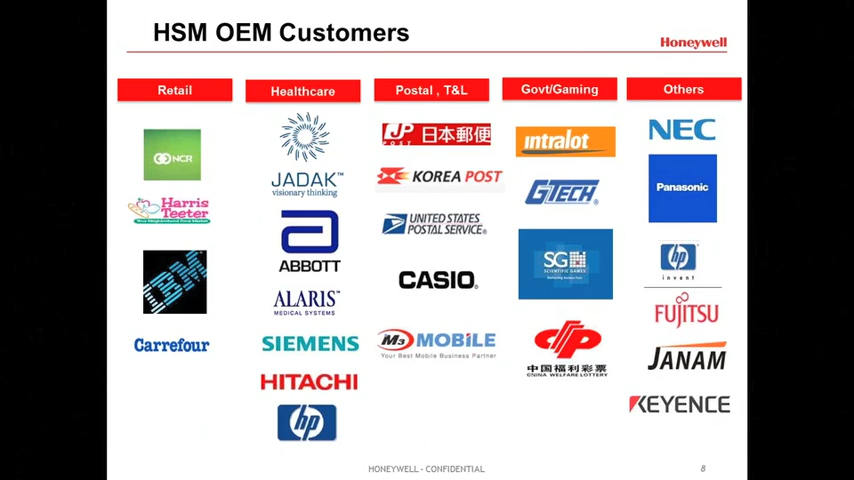 HSM OEM Customers
Honeywell
Retail
NCR
Harris
Teeter
IBM
Carrefour
Healthcare
JADAK™
visionary thinking
ABBOTT
ALARIS™
MEDICAL SYSTEMS
SIEMENS
HITACHI
hp
Postal , T&L
JP
POST
日本郵便
KOREA POST
UNITED STATES
POSTAL SERVICE®
CASIO®
M3 MOBILE
Your Best Mobile Business Partner
Govt/Gaming
intralot
GTECH®
SG
SCIENTIFIC GAMES
中国福利彩票
CHINA WELFARE LOTTERY
Others
NEC
Panasonic
hp
invent
FUJITSU
JANAM
KEYENCE
HONEYWELL - CONFIDENTIAL
8